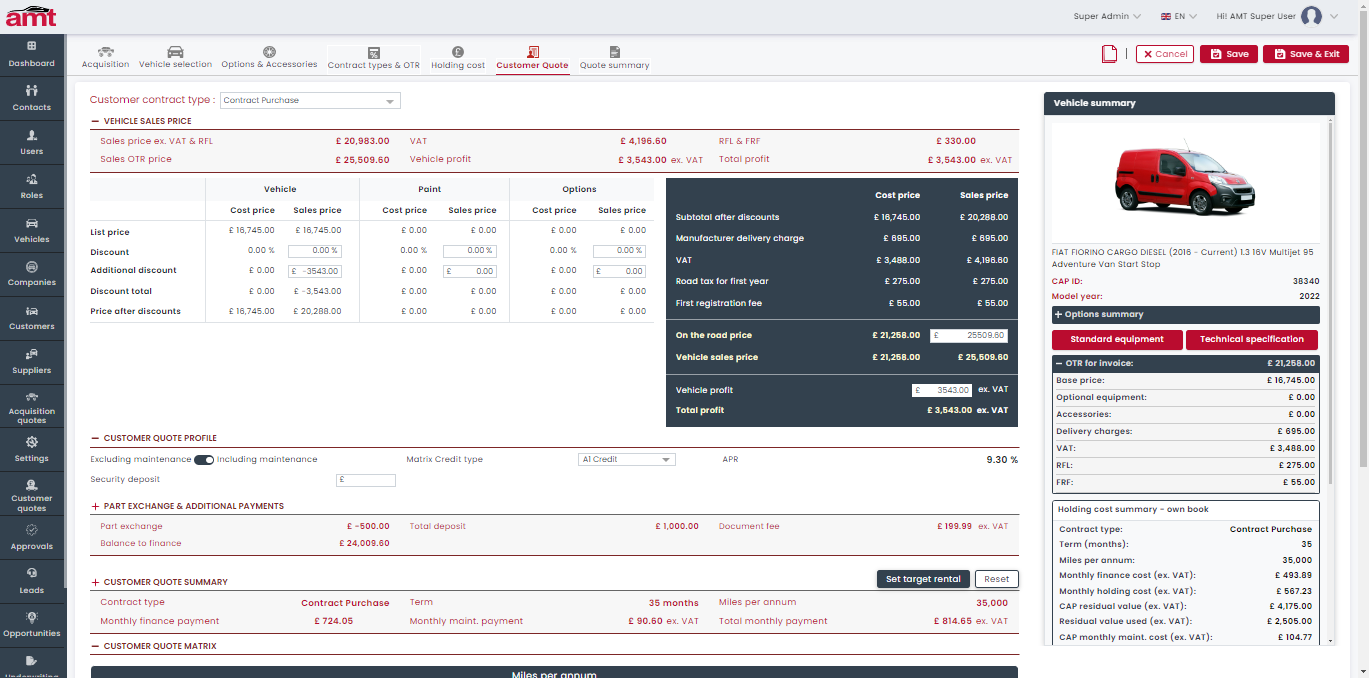 amt
Super Admin
EN
Hi! AMT Super User
Dashboard
Contacts
Users
Roles
Vehicles
Companies
Customers
Suppliers
Acquisition quotes
Settings
Customer quotes
Approvals
Leads
Opportunities
Underwriting
Acquisition Vehicle selection Options & Accessories Contract types & OTR Holding cost Customer Quote Quote summary
Cancel Save Save & Exit
Customer contract type : Contract Purchase
VEHICLE SALES PRICE
Sales price ex. VAT & RFL £ 20,983.00 VAT £ 4,196.60 RFL & FRF £ 330.00
Sales OTR price £ 25,509.60 Vehicle profit £ 3,543.00 ex. VAT Total profit £ 3,543.00 ex. VAT
Vehicle Paint Options
Cost price Sales price Cost price Sales price Cost price Sales price
List price £ 16,745.00 £ 16,745.00 £ 0.00 £ 0.00 £ 0.00 £ 0.00
Discount 0.00 % 0.00 % 0.00 % 0.00 % 0.00 % 0.00 %
Additional discount £ 0.00 £ -3543.00 £ 0.00 £ 0.00 £ 0.00 £ 0.00
Discount total £ 0.00 £ -3,543.00 £ 0.00 £ 0.00 £ 0.00 £ 0.00
Price after discounts £ 16,745.00 £ 20,288.00 £ 0.00 £ 0.00 £ 0.00 £ 0.00
Cost price Sales price
Subtotal after discounts £ 16,745.00 £ 20,288.00
Manufacturer delivery charge £ 695.00 £ 695.00
VAT £ 3,488.00 £ 4,196.60
Road tax for first year £ 275.00 £ 275.00
First registration fee £ 55.00 £ 55.00
On the road price £ 21,258.00 £ 25509.60
Vehicle sales price £ 21,258.00 £ 25,509.60
Vehicle profit £ 3543.00 ex. VAT
Total profit £ 3,543.00 ex. VAT
CUSTOMER QUOTE PROFILE
Excluding maintenance Including maintenance Matrix Credit type A1 Credit APR 9.30 %
Security deposit £
PART EXCHANGE & ADDITIONAL PAYMENTS
Part exchange £ -500.00 Total deposit £ 1,000.00 Document fee £ 199.99 ex. VAT
Balance to finance £ 24,009.60
CUSTOMER QUOTE SUMMARY Set target rental Reset
Contract type Contract Purchase Term 35 months Miles per annum 35,000
Monthly finance payment £ 724.05 Monthly maint. payment £ 90.60 ex. VAT Total monthly payment £ 814.65 ex. VAT
CUSTOMER QUOTE MATRIX
Miles per annum
Vehicle summary
FIAT FIORINO CARGO DIESEL (2016 - Current) 1.3 16V Multijet 95
Adventure Van Start Stop
CAP ID: 38340
Model year: 2022
Options summary
Standard equipment Technical specification
OTR for invoice: £ 21,258.00
Base price: £ 16,745.00
Optional equipment: £ 0.00
Accessories: £ 0.00
Delivery charges: £ 695.00
VAT: £ 3,488.00
RFL: £ 275.00
FRF: £ 55.00
Holding cost summary - own book
Contract type: Contract Purchase
Term (months): 35
Miles per annum: 35,000
Monthly finance cost (ex. VAT): £ 493.89
Monthly holding cost (ex. VAT): £ 567.23
CAP residual value (ex. VAT): £ 4,175.00
Residual value used (ex. VAT): £ 2,505.00
CAP monthly maint. cost (ex. VAT): £ 104.77